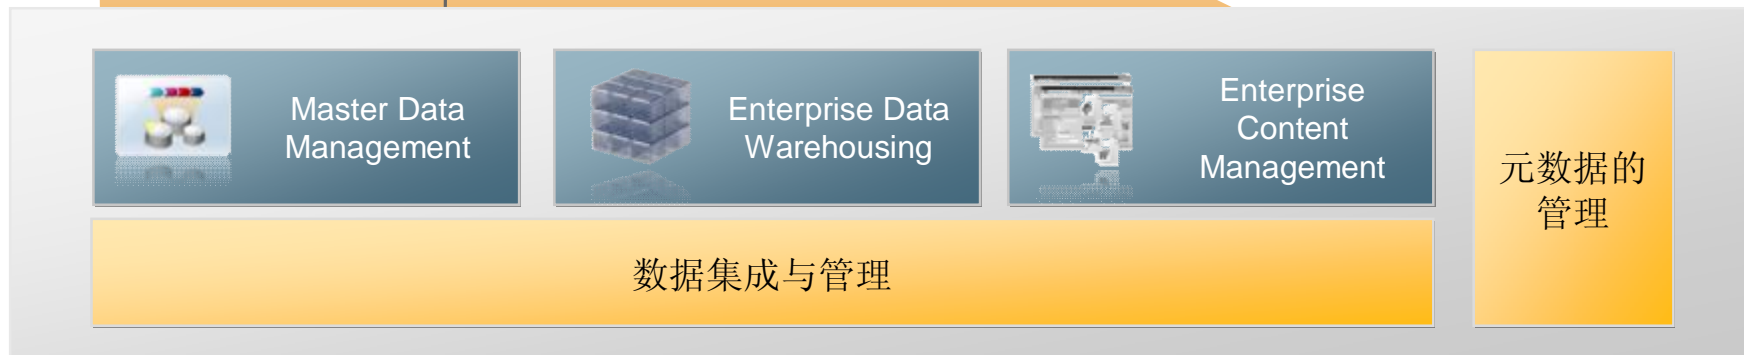 Master Data
Management
Enterprise Data
Warehousing
Enterprise
Content
Management
元数据的
管理
数据集成与管理